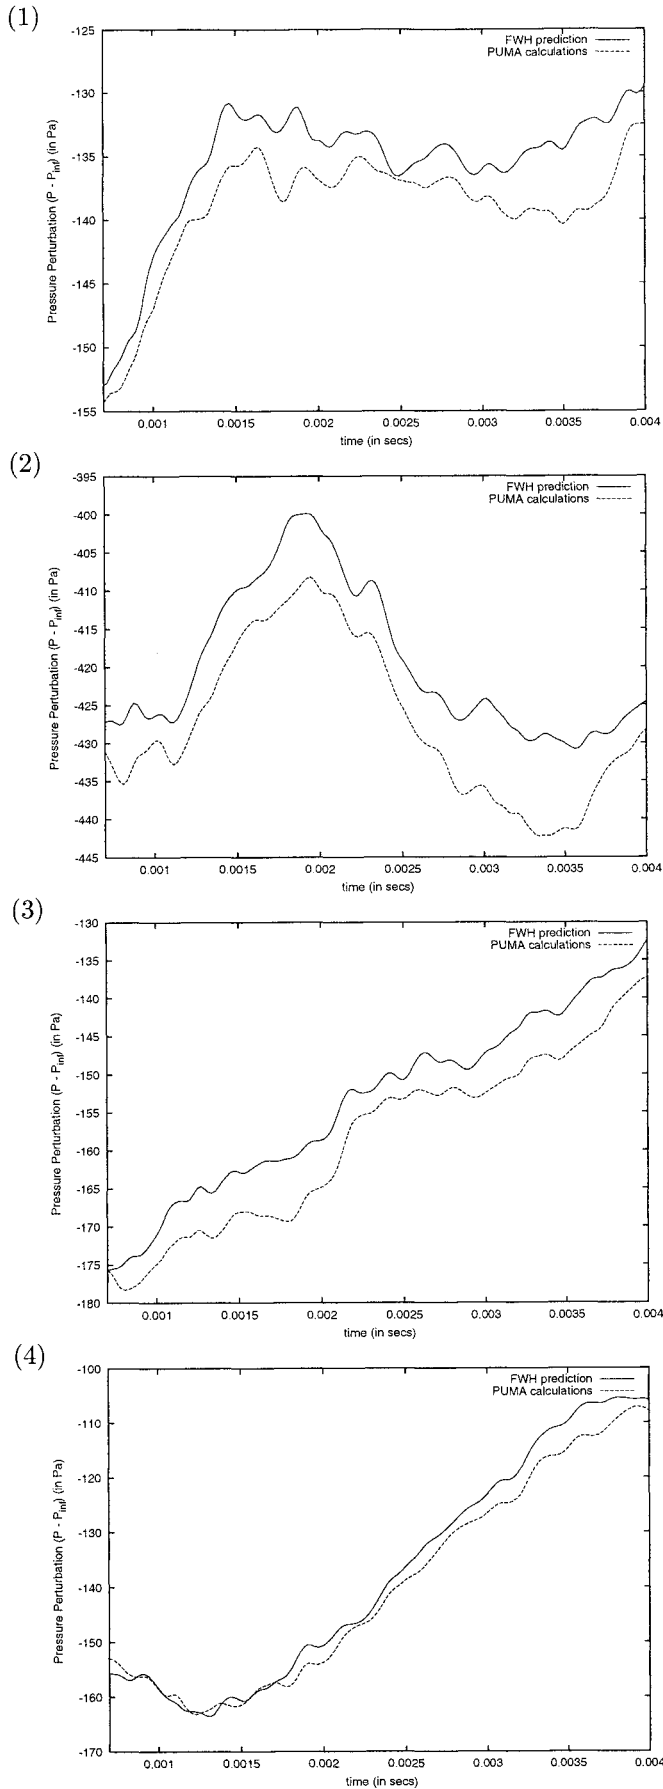 (1)
-125
-130
-135
-140
-145
-150
-155
Pressure Perturbation (P - Pinf) (in Pa)
FWH prediction
PUMA calculations
0.001 0.0015 0.002 0.0025 0.003 0.0035 0.004
time (in secs)
(2)
-395
-400
-405
-410
-415
-420
-425
-430
-435
-440
-445
Pressure Perturbation (P - Pinf) (in Pa)
FWH prediction
PUMA calculations
0.001 0.0015 0.002 0.0025 0.003 0.0035 0.004
time (in secs)
(3)
-130
-135
-140
-145
-150
-155
-160
-165
-170
-175
-180
Pressure Perturbation (P - Pinf) (in Pa)
FWH prediction
PUMA calculations
0.001 0.0015 0.002 0.0025 0.003 0.0035 0.004
time (in secs)
(4)
-100
-110
-120
-130
-140
-150
-160
-170
Pressure Perturbation (P - Pinf) (in Pa)
FWH prediction
PUMA calculations
0.001 0.0015 0.002 0.0025 0.003 0.0035 0.004
time (in secs)